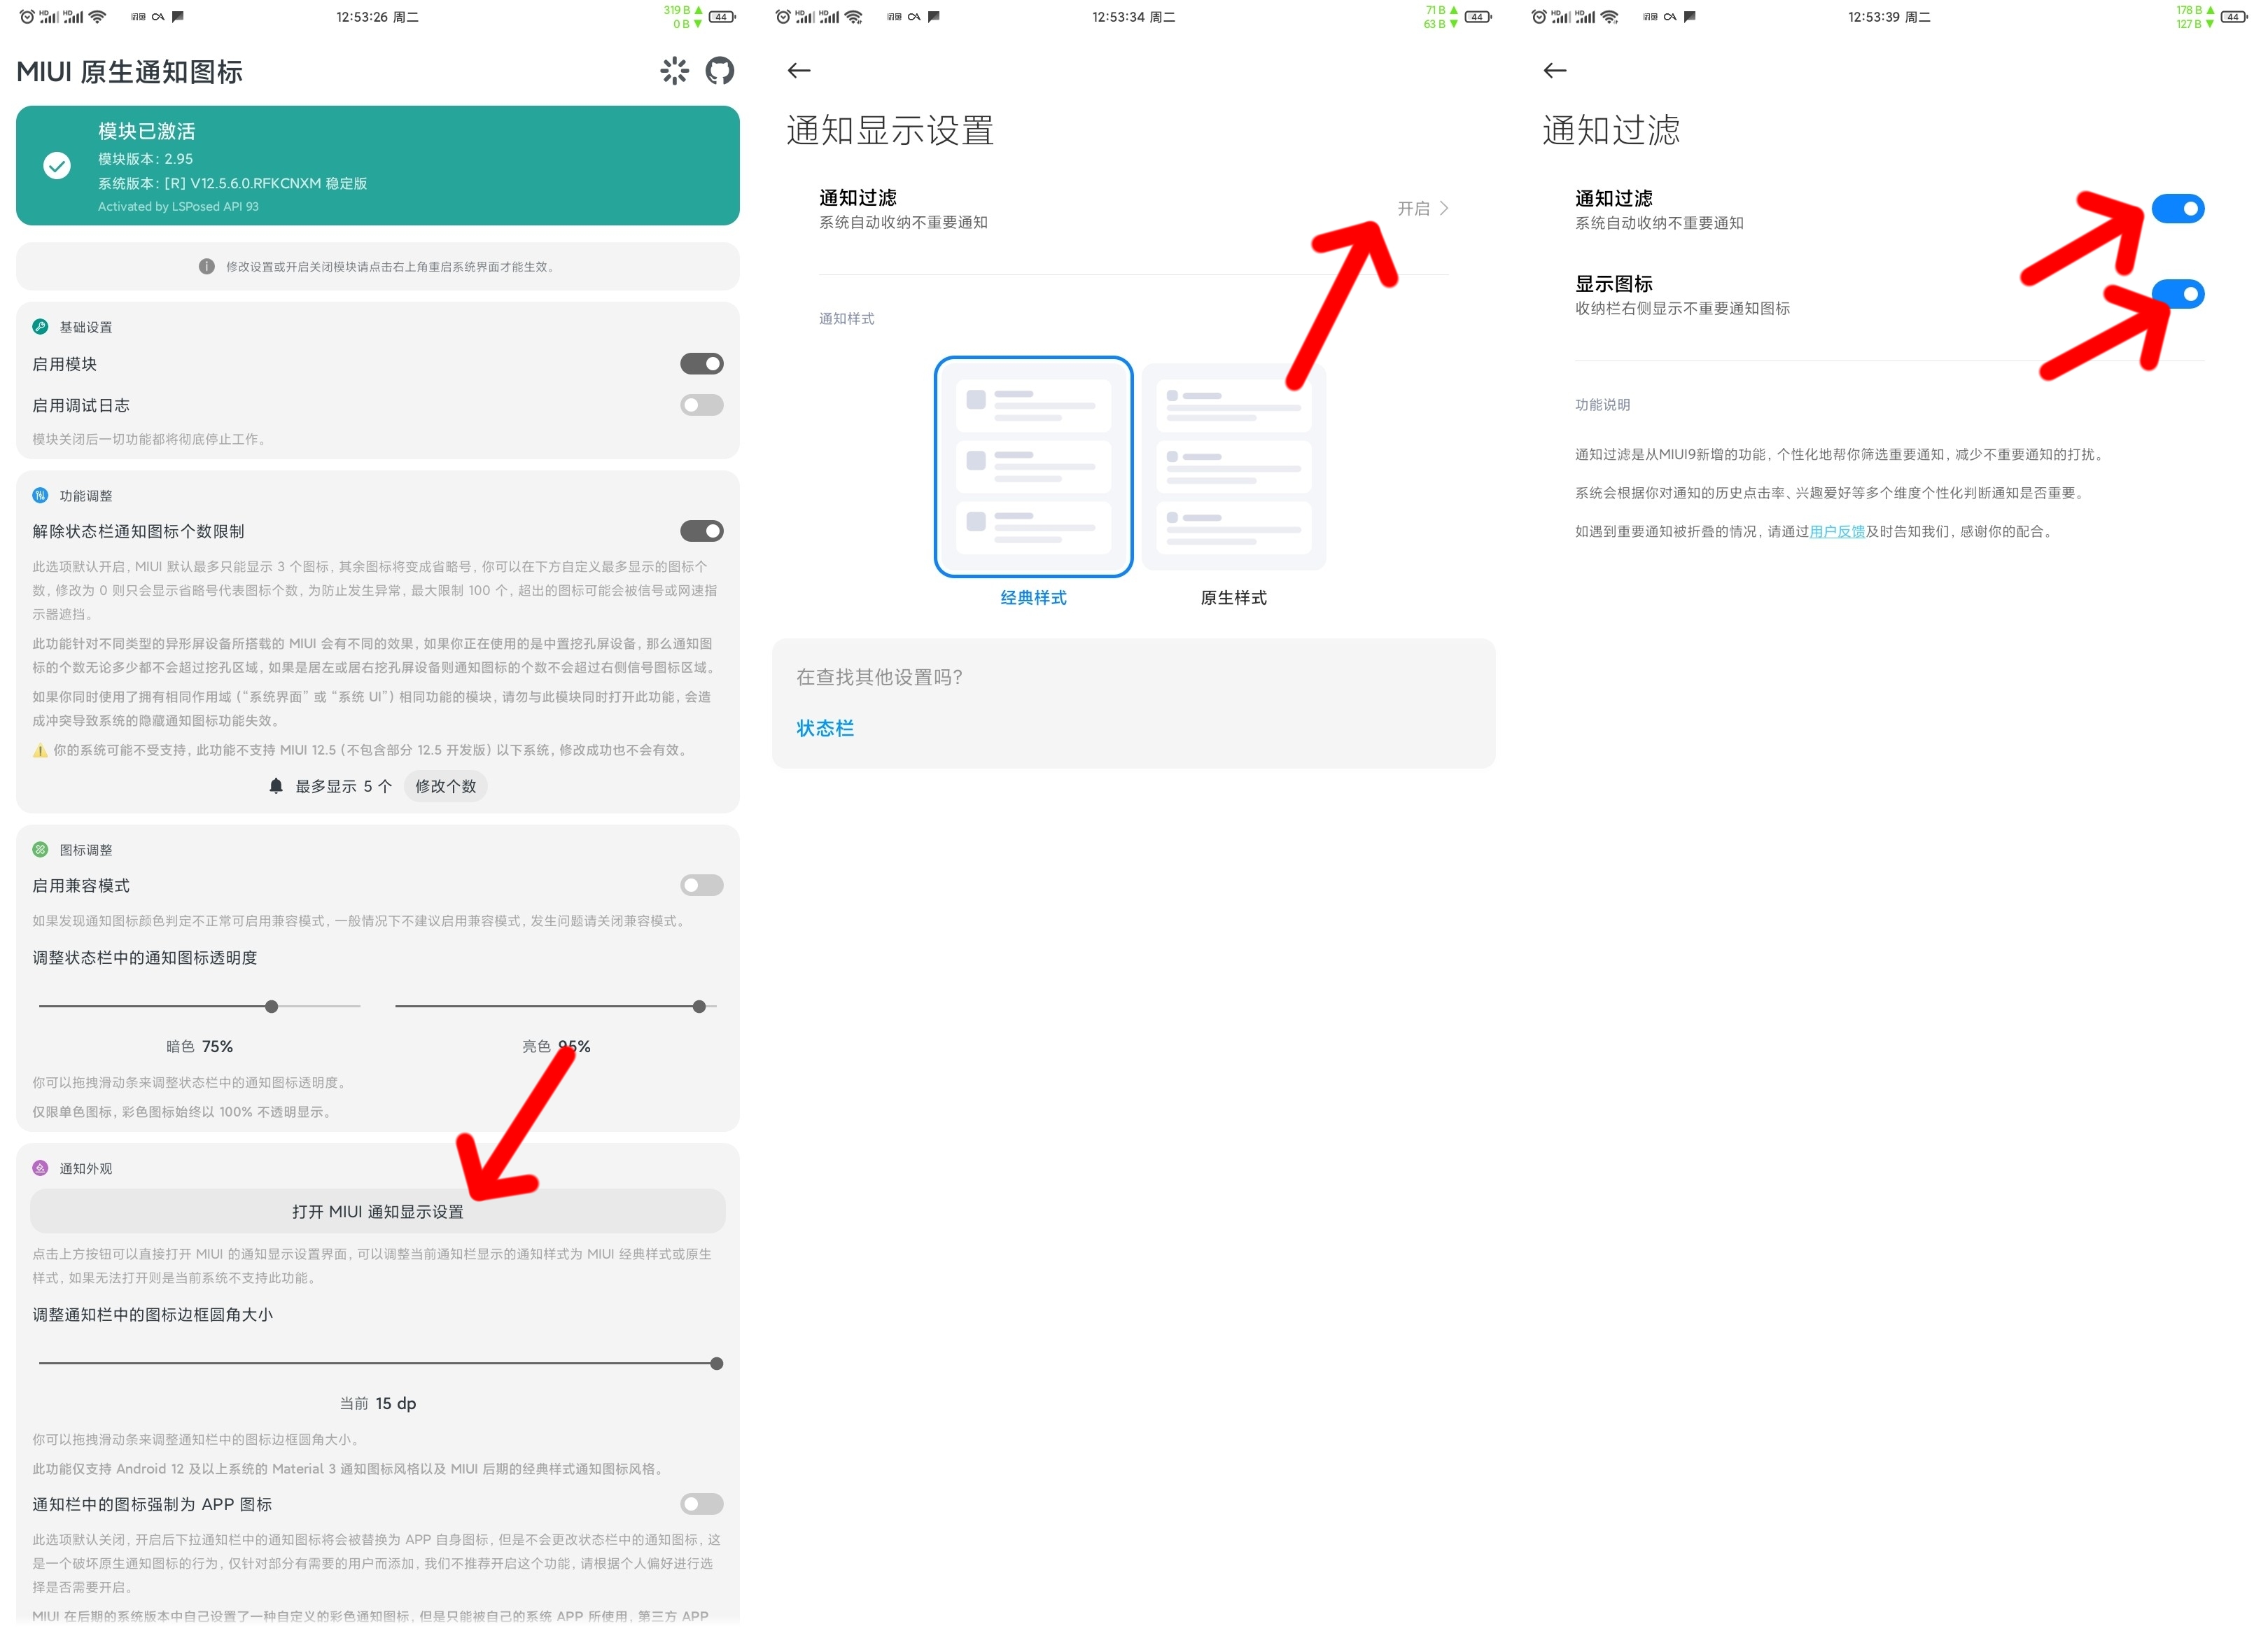 12:53:26 周二
319 B ▲
0 B ▼
44
MIUI 原生通知图标
模块已激活
模块版本: 2.95
系统版本: [R] V12.5.6.0.RFKCNXM 稳定版
Activated by LSPosed API 93
修改设置或开启关闭模块请点击右上角重启系统界面才能生效。
基础设置
启用模块
启用调试日志
模块关闭后一切功能都将彻底停止工作。
功能调整
解除状态栏通知图标个数限制
此选项默认开启, MIUI 默认最多只能显示 3 个图标, 其余图标将变成省略号, 你可以在下方自定义最多显示的图标个
数, 修改为 0 则只会显示省略号代表图标个数, 为防止发生异常, 最大限制 100 个, 超出的图标可能会被信号或网速指
示器遮挡。
此功能针对不同类型的异形屏设备所搭载的 MIUI 会有不同的效果, 如果你正在使用的是中置挖孔屏设备, 那么通知图
标的个数无论多少都不会超过挖孔区域, 如果是居左或居右挖孔屏设备则通知图标的个数不会超过右侧信号图标区域。
如果你同时使用了拥有相同作用域 (“系统界面” 或 “系统 UI”) 相同功能的模块, 请勿与此模块同时打开此功能, 会造
成冲突导致系统的隐藏通知图标功能失效。
你的系统可能不受支持, 此功能不支持 MIUI 12.5 (不包含部分 12.5 开发版) 以下系统, 修改成功也不会有效。
最多显示 5 个 修改个数
图标调整
启用兼容模式
如果发现通知图标颜色判定不正常可启用兼容模式, 一般情况下不建议启用兼容模式, 发生问题请关闭兼容模式。
调整状态栏中的通知图标透明度
暗色 75% 亮色 95%
你可以拖拽滑动条来调整状态栏中的通知图标透明度。
仅限单色图标, 彩色图标始终以 100% 不透明显示。
通知外观
打开 MIUI 通知显示设置
点击上方按钮可以直接打开 MIUI 的通知显示设置界面, 可以调整当前通知栏显示的通知样式为 MIUI 经典样式或原生
样式, 如果无法打开则是当前系统不支持此功能。
调整通知栏中的图标边框圆角大小
当前 15 dp
你可以拖拽滑动条来调整通知栏中的图标边框圆角大小。
此功能仅支持 Android 12 及以上系统的 Material 3 通知图标风格以及 MIUI 后期的经典样式通知图标风格。
通知栏中的图标强制为 APP 图标
此选项默认关闭, 开启后下拉通知栏中的通知图标将会被替换为 APP 自身图标, 但是不会更改状态栏中的通知图标, 这
是一个破坏原生通知图标的行为, 仅针对部分有需要的用户而添加, 我们不推荐开启这个功能, 请根据个人偏好进行选
择是否需要开启。
MIUI 在后期的系统版本中自己设置了一种自定义的彩色通知图标, 但是只能被自己的系统 APP 所使用, 第三方 APP
12:53:34 周二
71 B ▲
63 B ▼
44
通知显示设置
通知过滤
系统自动收纳不重要通知
开启
通知样式
经典样式 原生样式
在查找其他设置吗?
状态栏
12:53:39 周二
178 B ▲
127 B ▼
44
通知过滤
通知过滤
系统自动收纳不重要通知
显示图标
收纳栏右侧显示不重要通知图标
功能说明
通知过滤是从MIUI9新增的功能, 个性化地帮你筛选重要通知, 减少不重要通知的打扰。
系统会根据你对通知的历史点击率、兴趣爱好等多个维度个性化判断通知是否重要。
如遇到重要通知被折叠的情况, 请通过用户反馈及时告知我们, 感谢你的配合。